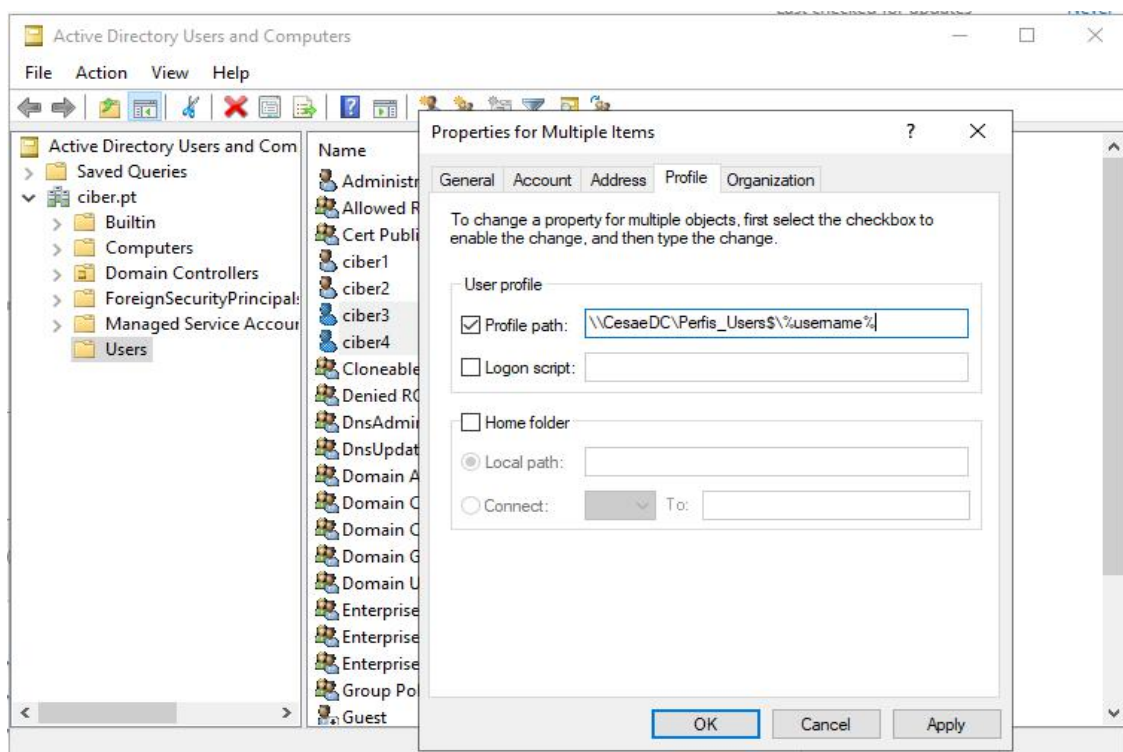 Active Directory Users and Computers
File Action View Help
Active Directory Users and Com
Saved Queries
ciber.pt
Builtin
Computers
Domain Controllers
ForeignSecurityPrincipal
Managed Service Accour
Users
Name
Administr
Allowed R
Cert Publi
ciber1
ciber2
ciber3
ciber4
Cloneable
Denied RO
DnsAdmi
DnsUpdat
Domain A
Domain C
Domain C
Domain G
Domain U
Enterprise
Enterprise
Enterprise
Group Pol
Guest
Properties for Multiple Items
General Account Address Profile Organization
To change a property for multiple objects, first select the checkbox to
enable the change, and then type the change.
User profile
Profile path: \\CesaeDC\Perfis_Users$\%username%
Logon script:
Home folder
Local path:
Connect: To:
OK Cancel Apply